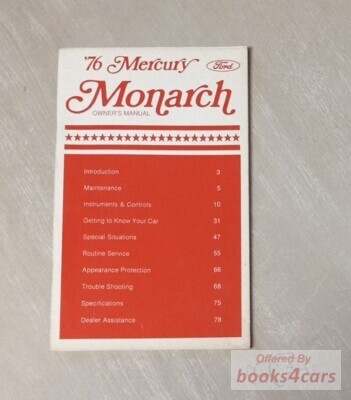 '76 Mercury Ford
Monarch
OWNER'S MANUAL
Introduction 3
Maintenance 5
Instruments & Controls 10
Getting to Know Your Car 31
Special Situations 47
Routine Service 55
Appearance Protection 66
Trouble Shooting 68
Specifications 75
Dealer Assistance 78
Offered By
books4cars